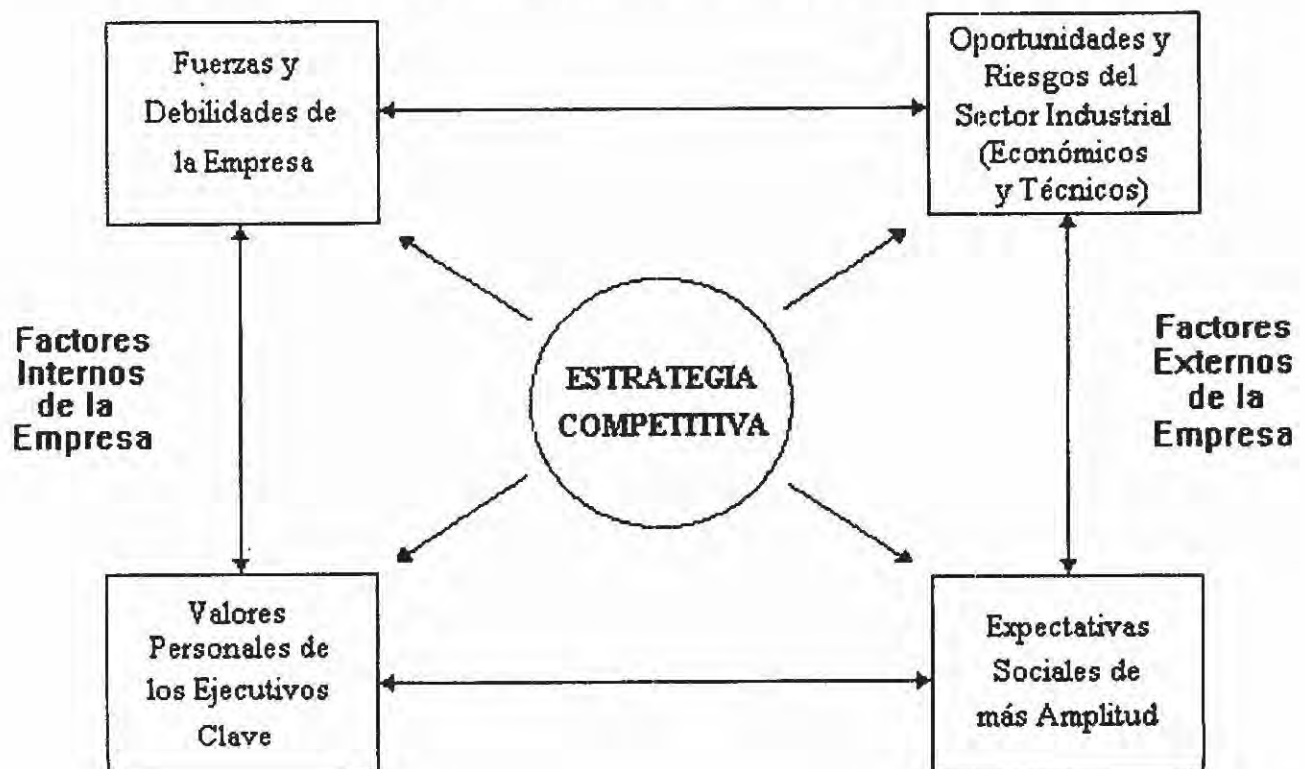 Fuerzas y
Debilidades de
la Empresa
Oportunidades y
Riesgos del
Sector Industrial
(Económicos
y Técnicos)
Factores
Internos
de la
Empresa
ESTRATEGIA
COMPETITIVA
Factores
Externos
de la
Empresa
Valores
Personales de
los Ejecutivos
Clave
Expectativas
Sociales de
más Amplitud